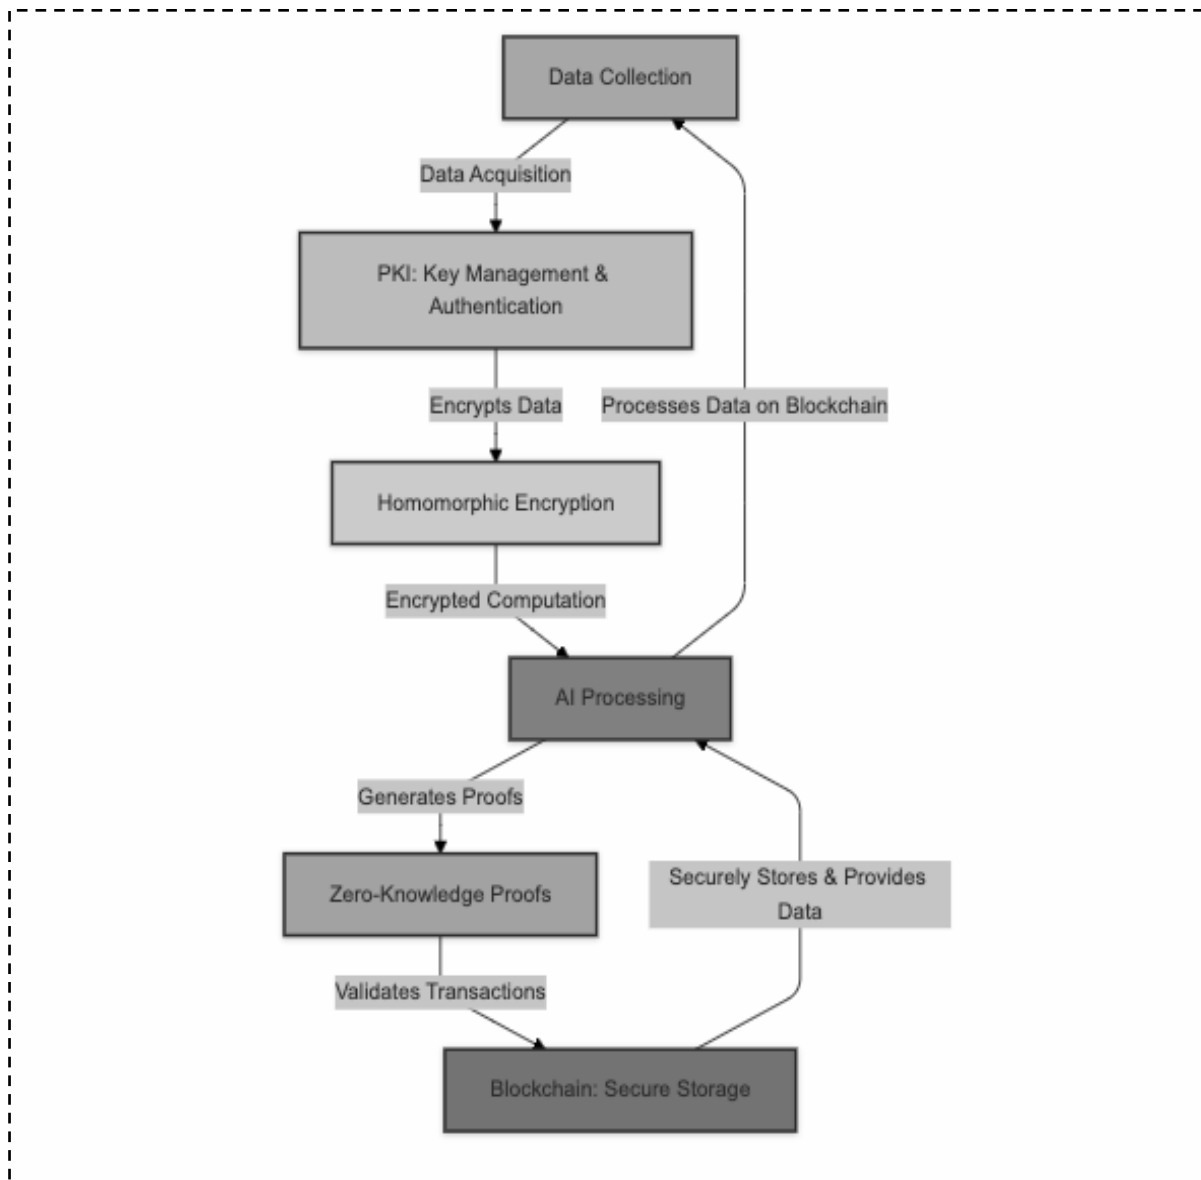 Data Collection
Data Acquisition
PKI: Key Management &
Authentication
Encrypts Data
Processes Data on Blockchain
Homomorphic Encryption
Encrypted Computation
AI Processing
Generates Proofs
Zero-Knowledge Proofs
Securely Stores & Provides
Data
Validates Transactions
Blockchain: Secure Storage